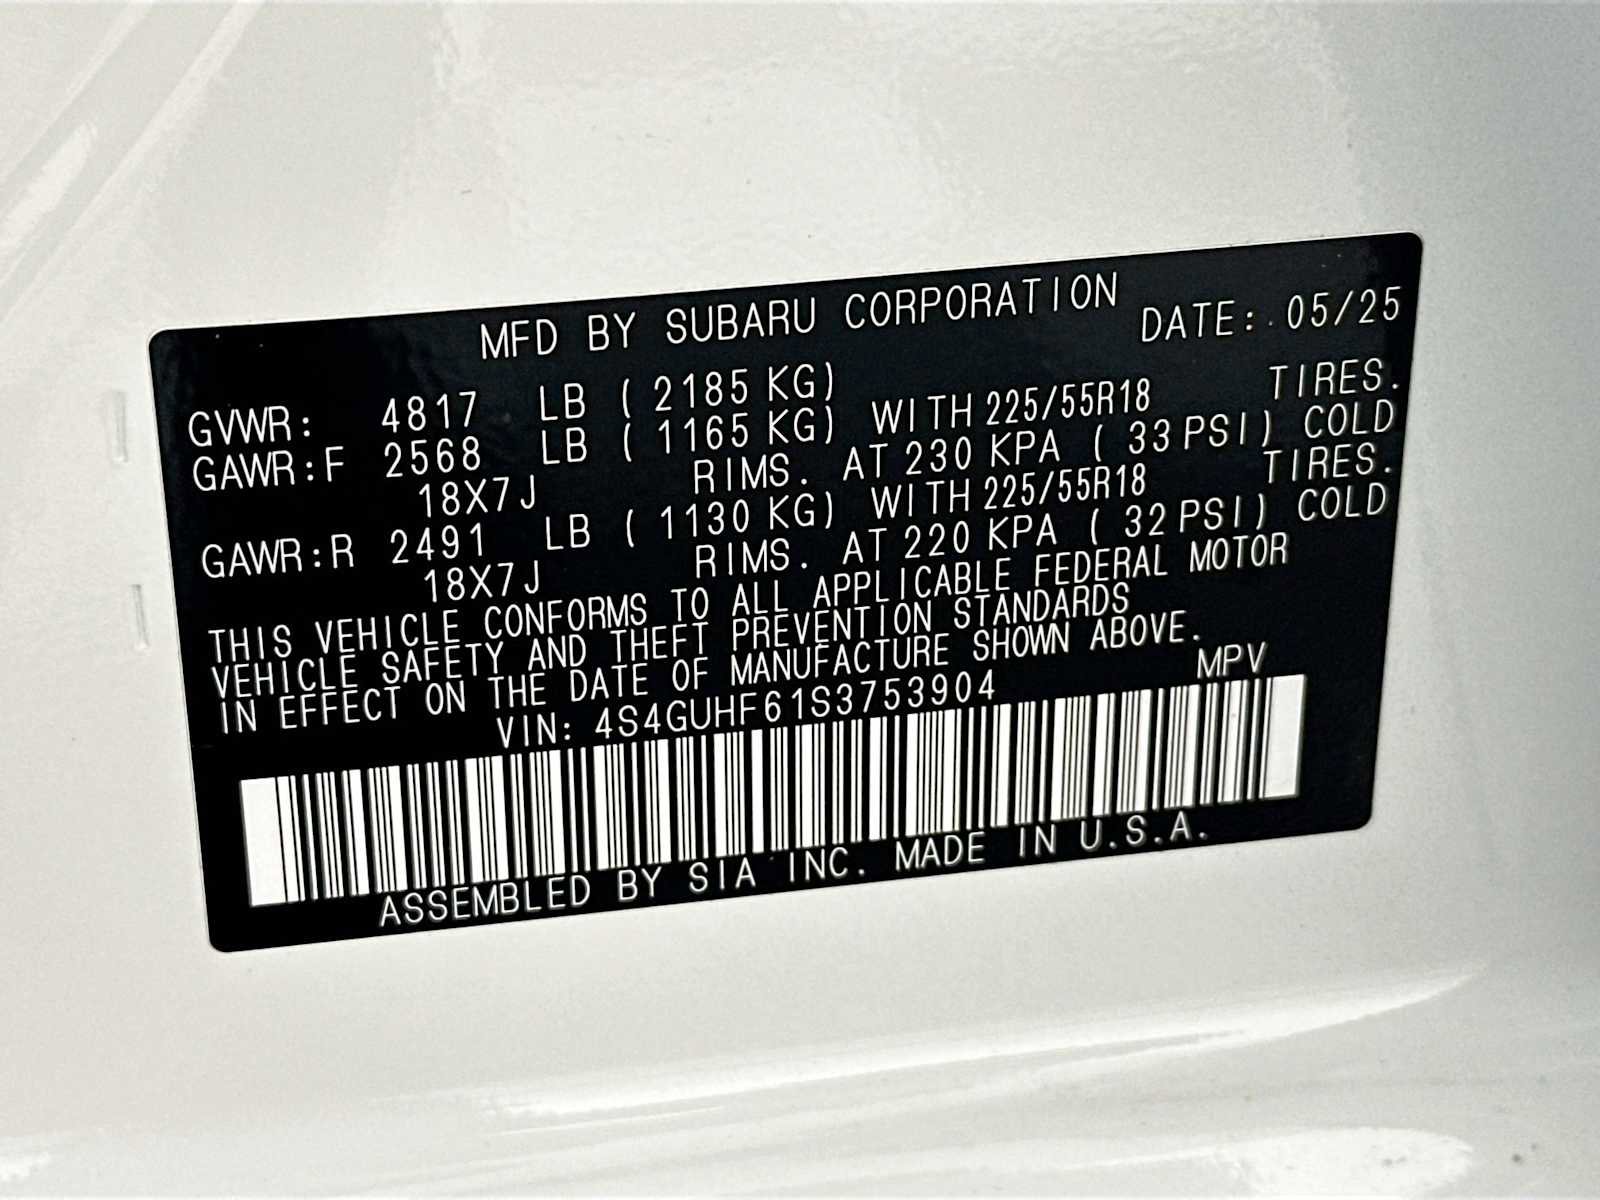 MFD BY SUBARU CORPORATION DATE: 05/25
GVWR: 4817 LB ( 2185 KG)
GAWR:F 2568 LB ( 1165 KG) WITH 225/55R18 TIRES.
18X7J RIMS. AT 230 KPA ( 33 PSI) COLD
GAWR:R 2491 LB ( 1130 KG) WITH 225/55R18 TIRES.
18X7J RIMS. AT 220 KPA ( 32 PSI) COLD
THIS VEHICLE CONFORMS TO ALL APPLICABLE FEDERAL MOTOR
VEHICLE SAFETY AND THEFT PREVENTION STANDARDS
IN EFFECT ON THE DATE OF MANUFACTURE SHOWN ABOVE.
VIN: 4S4GUHF61S3753904 MPV
ASSEMBLED BY SIA INC. MADE IN U.S.A.